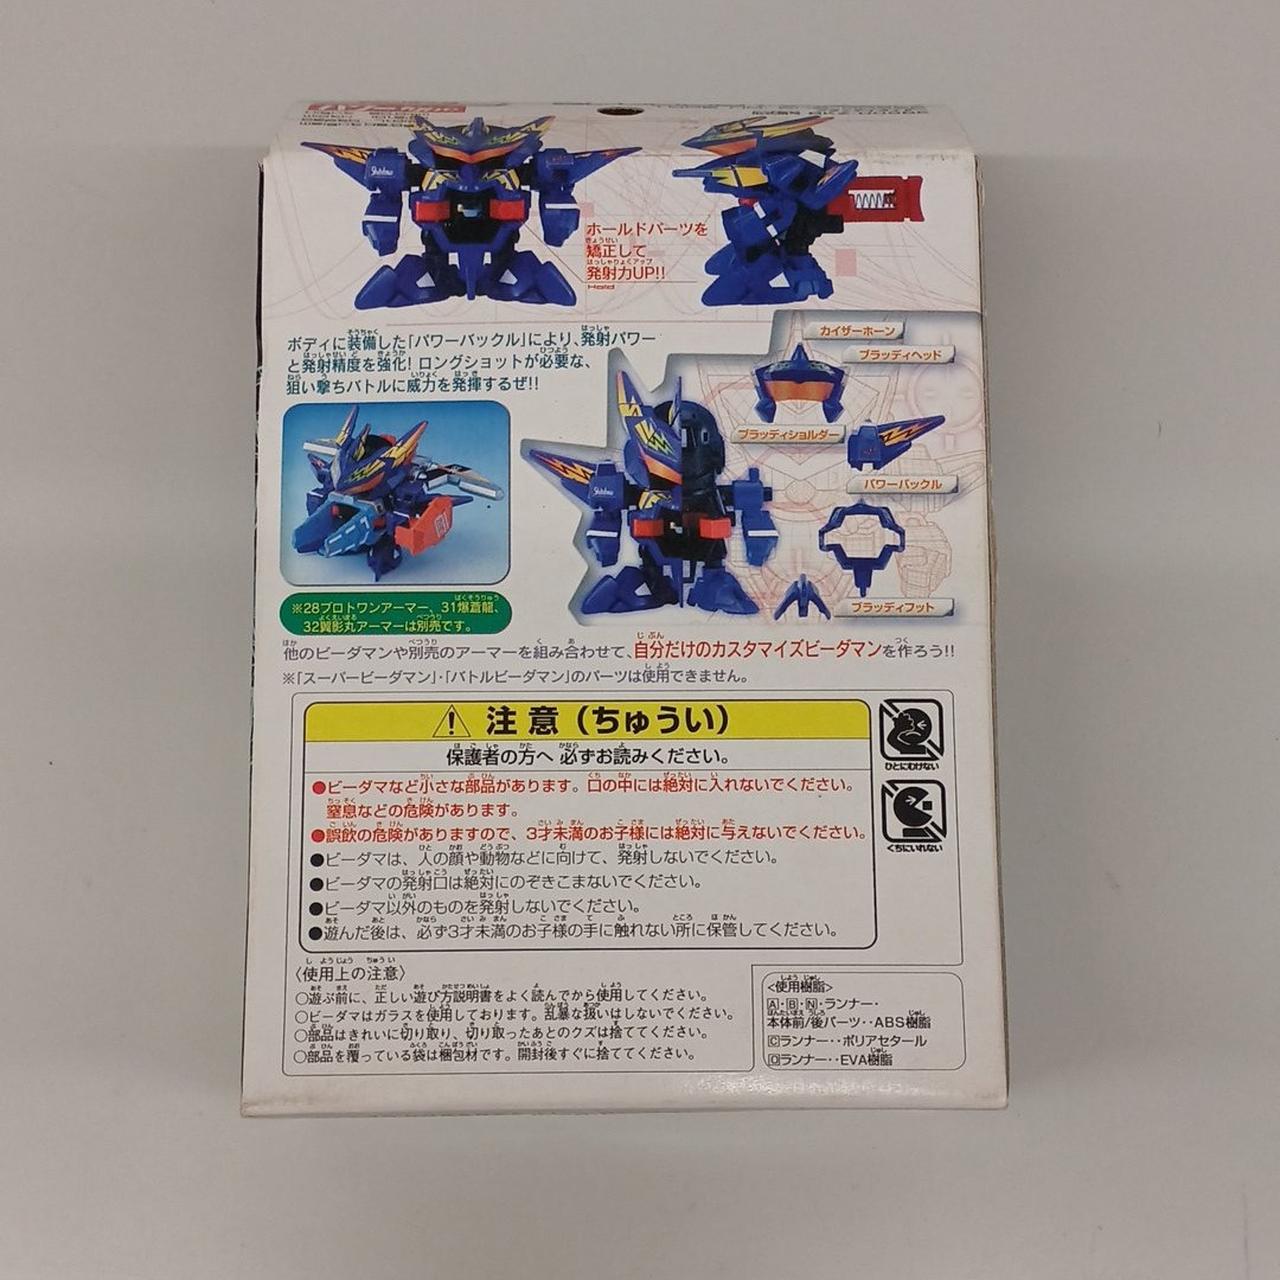 Shibuya
ホールドパーツを
矯正して
発射力UP!!
Hold
ボディに装備した「パワーバックル」により、発射パワー
と発射精度を強化! ロングショットが必要な、
狙い撃ちバトルに威力を発揮するぜ!!
カイザーホーン
ブラッディヘッド
ブラッディショルダー
パワーバックル
ブラッディフット
※28プロトワンアーマー、31爆蒼龍、
32翼影丸アーマーは別売です。
他のビーダマンや別売のアーマーを組み合わせて、自分だけのカスタマイズビーダマンを作ろう!!
※「スーパービーダマン」・「バトルビーダマン」のパーツは使用できません。
注意(ちゅうい)
保護者の方へ 必ずお読みください。
●ビーダマなど小さな部品があります。口の中には絶対に入れないでください。
窒息などの危険があります。
●誤飲の危険がありますので、3才未満のお子様には絶対に与えないでください。
●ビーダマは、人の顔や動物などに向けて、発射しないでください。
●ビーダマの発射口は絶対にのぞきこまないでください。
●ビーダマ以外のものを発射しないでください。
●遊んだ後は、必ず3才未満のお子様の手に触れない所に保管してください。
ひとにむけない
くちにいれない
〈使用上の注意〉
○遊ぶ前に、正しい遊び方説明書をよく読んでから使用してください。
○ビーダマはガラスを使用しております。乱暴な扱いはしないでください。
○部品はきれいに切り取り、切り取ったあとのクズは捨ててください。
○部品を覆っている袋は梱包材です。開封後すぐに捨ててください。
<使用樹脂>
A・B・N・ランナー・
本体前/後パーツ‥ABS樹脂
Cランナー‥ポリアセタール
Dランナー‥EVA樹脂